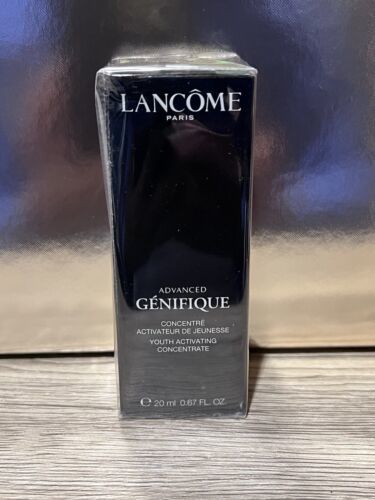 LANCÔME
PARIS
ADVANCED
GÉNIFIQUE
CONCENTRÉ
ACTIVATEUR DE JEUNESSE
YOUTH ACTIVATING
CONCENTRATE
℮ 20 ml 0.67 FL. OZ.